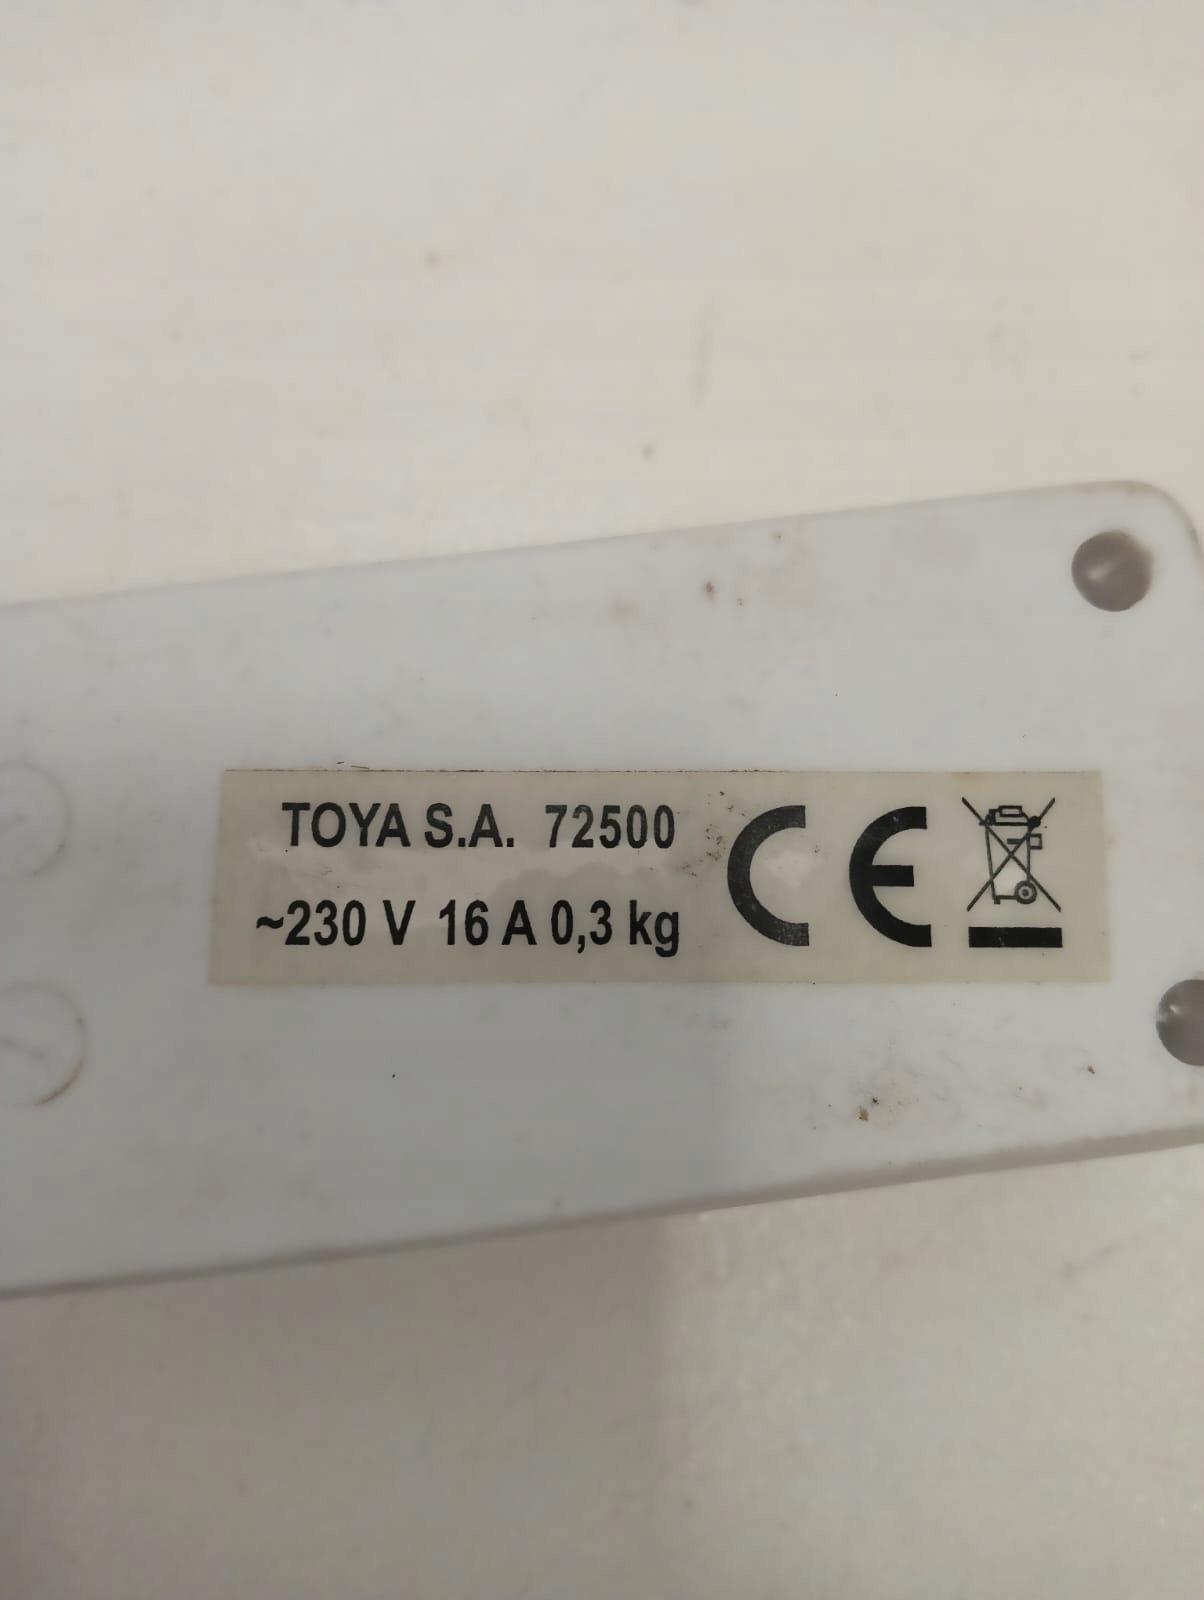 TOYA S.A. 72500
~230 V 16 A 0,3 kg
CE